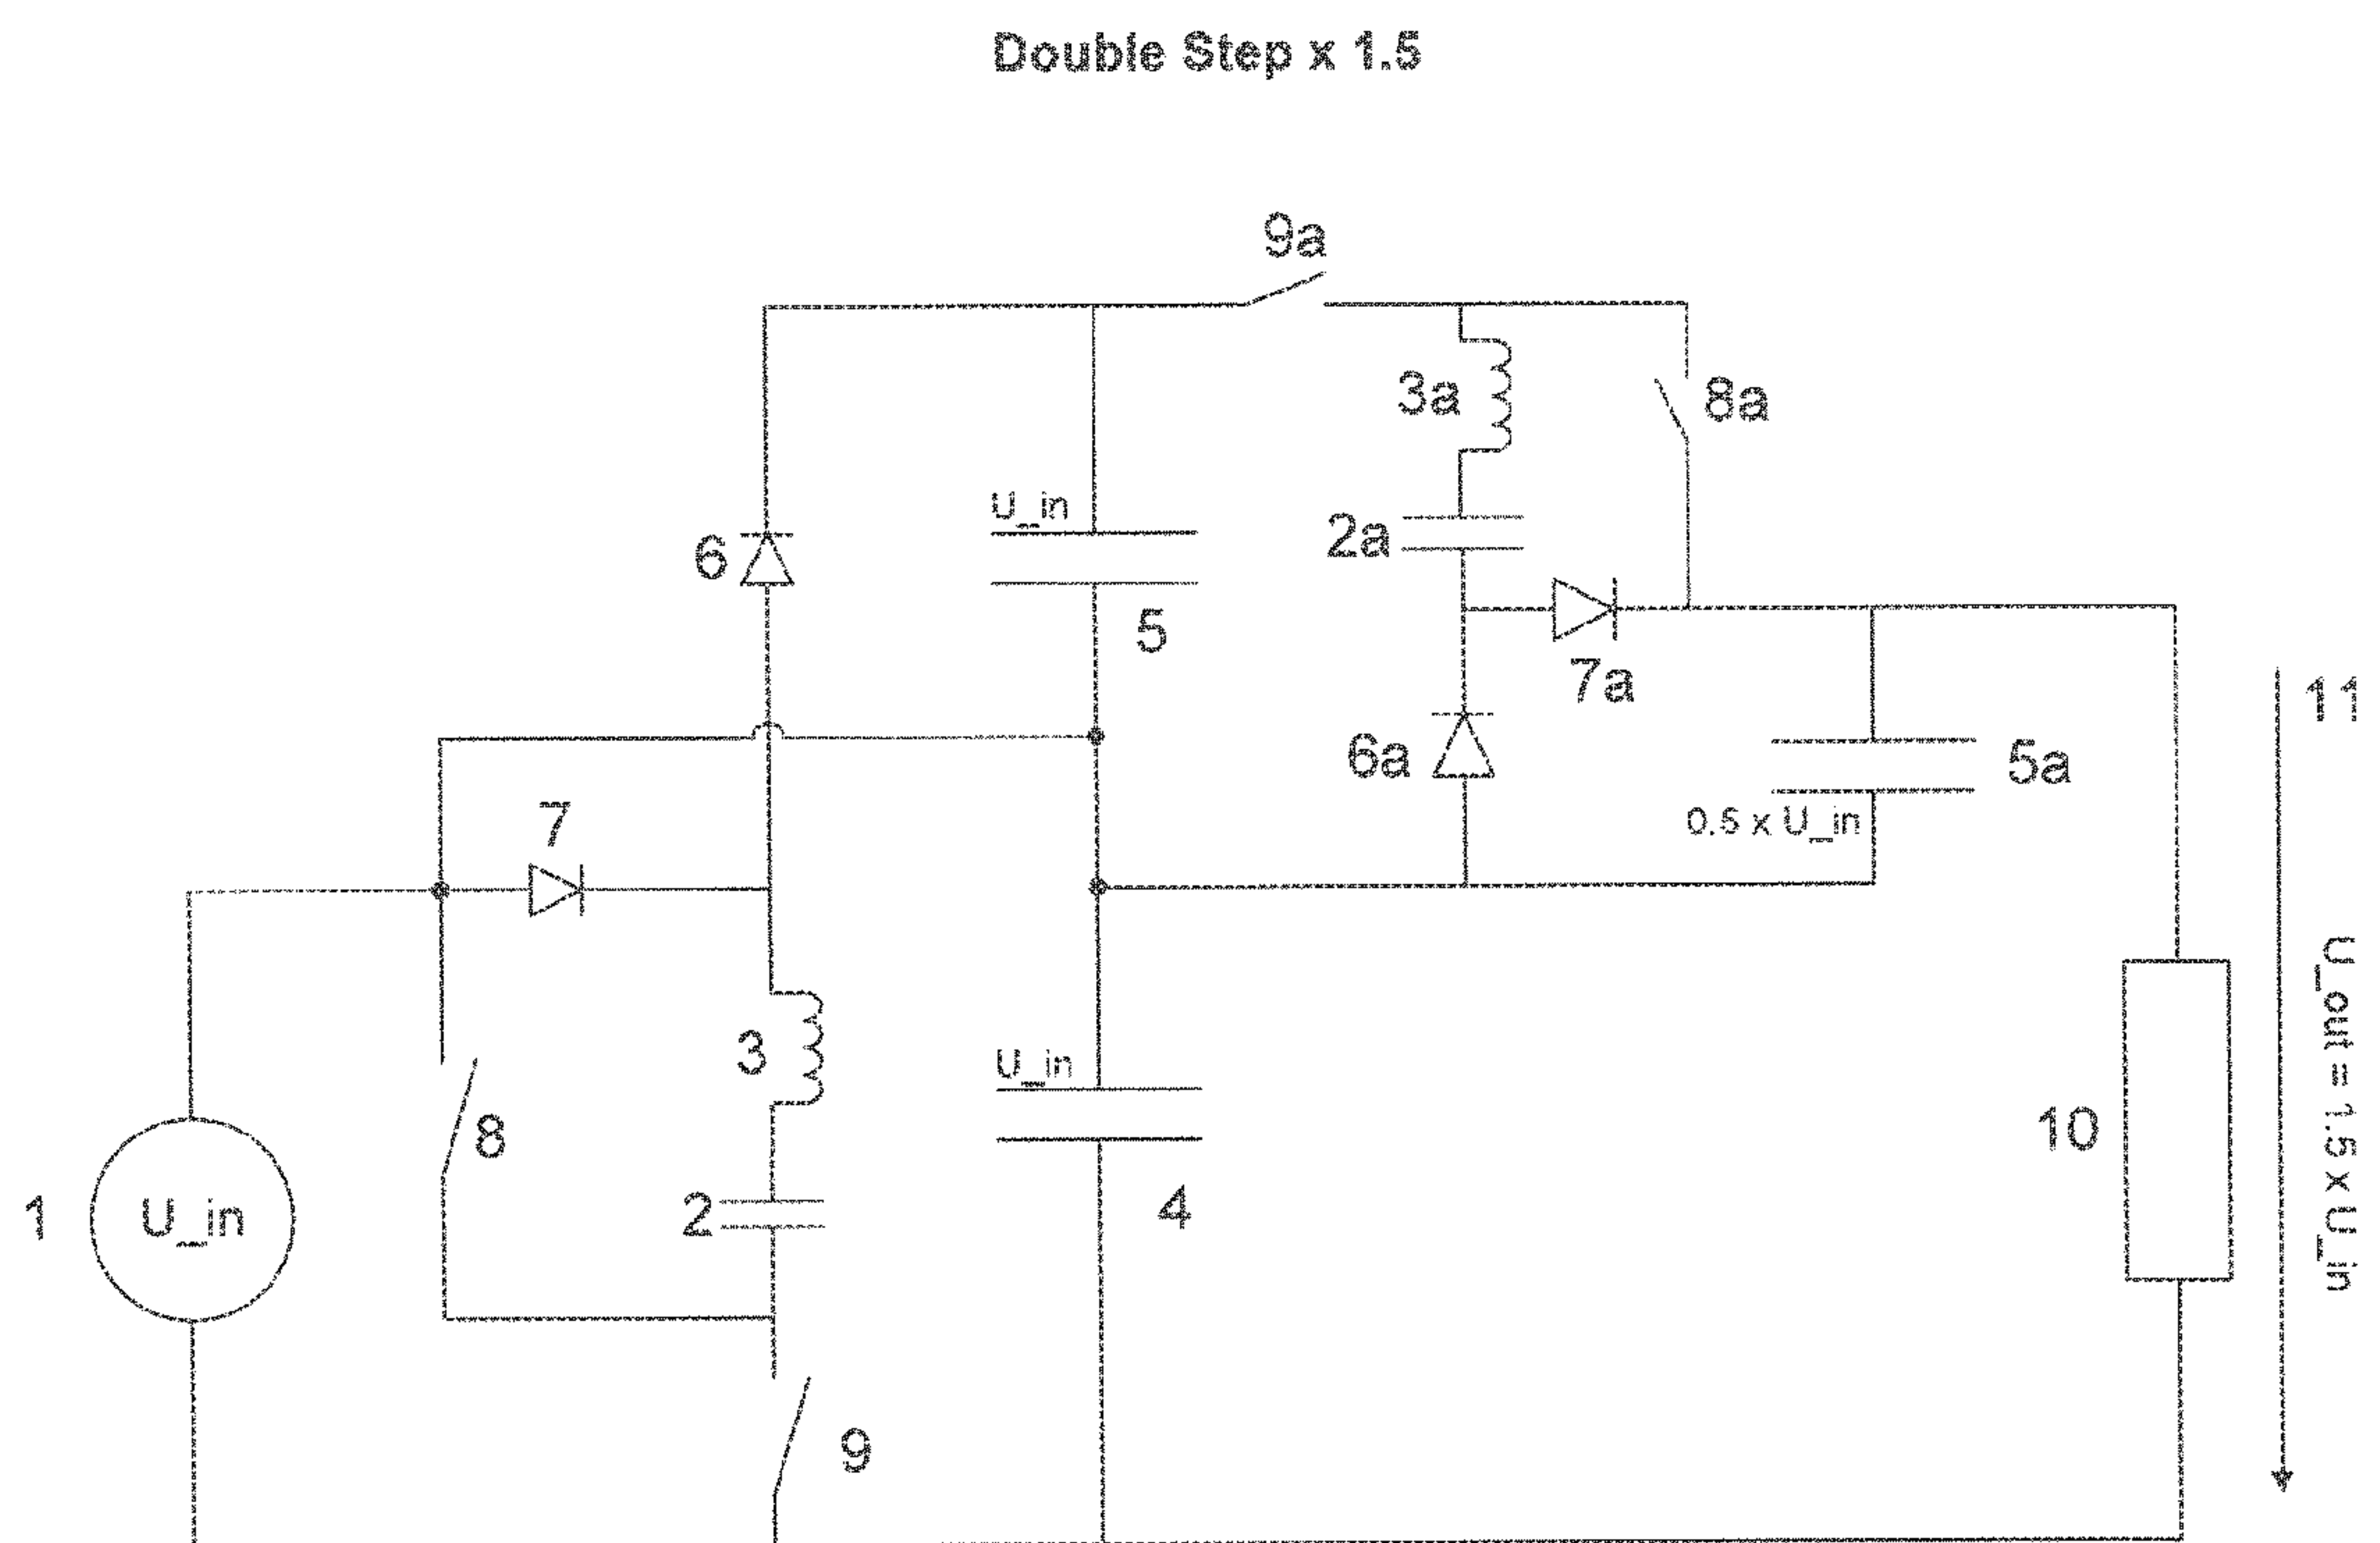 Double Step x 1.5
9a
3a
8a
U_in
2a
6
5
7a
11
6a
5a
0.5 x U_in
7
U_out = 1.5 x U_in
3
U_in
8
10
2
4
1
U_in
9